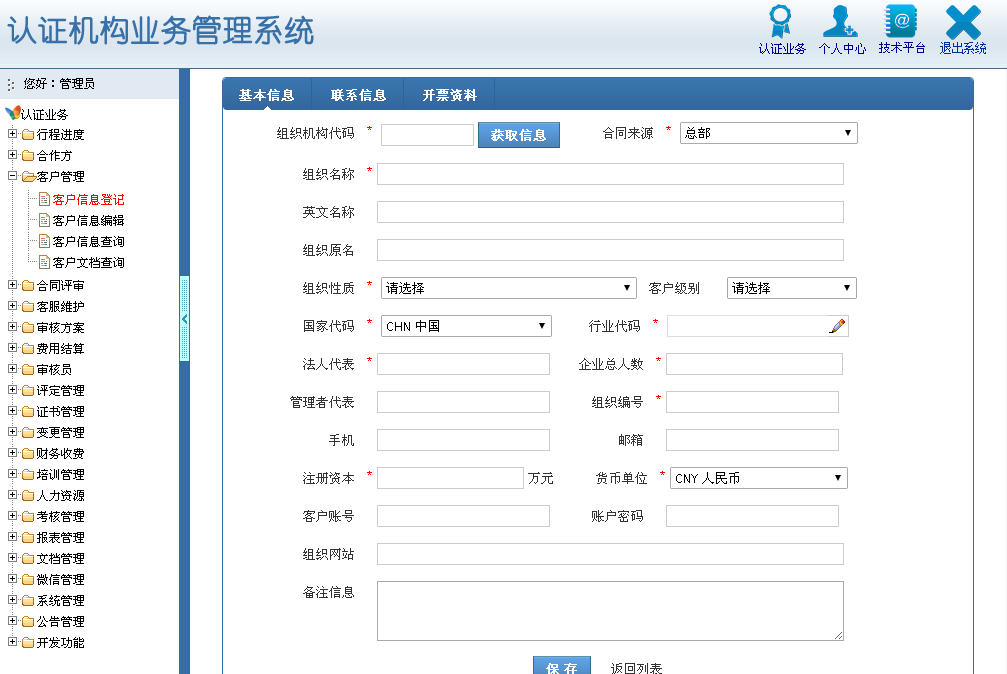 认证机构业务管理系统
认证业务 个人中心 技术平台 退出系统
您好：管理员
认证业务
行程进度
合作方
客户管理
客户信息登记
客户信息编辑
客户信息查询
客户文档查询
合同评审
客服维护
审核方案
费用结算
审核员
评定管理
证书管理
变更管理
财务收费
培训管理
人力资源
考核管理
报表管理
文档管理
微信管理
系统管理
公告管理
开发功能
基本信息 联系信息 开票资料
组织机构代码 * 获取信息 合同来源 * 总部
组织名称 *
英文名称
组织原名
组织性质 * 请选择 客户级别 请选择
国家代码 * CHN 中国 行业代码 *
法人代表 * 企业总人数 *
管理者代表 组织编号 *
手机 邮箱
注册资本 * 万元 货币单位 * CNY 人民币
客户账号 账户密码
组织网站
备注信息
保存 返回列表